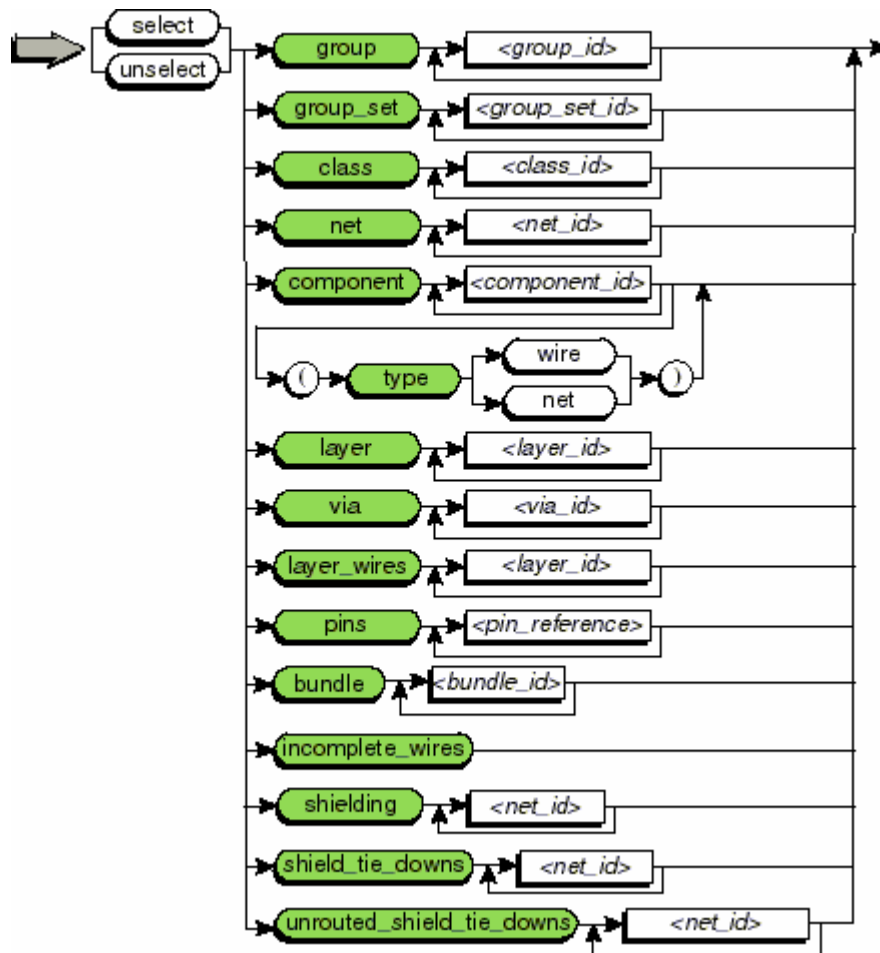 select
unselect
group <group_id>
group_set <group_set_id>
class <class_id>
net <net_id>
component <component_id>
( type wire )
net
layer <layer_id>
via <via_id>
layer_wires <layer_id>
pins <pin_reference>
bundle <bundle_id>
incomplete_wires
shielding <net_id>
shield_tie_downs <net_id>
unrouted_shield_tie_downs <net_id>